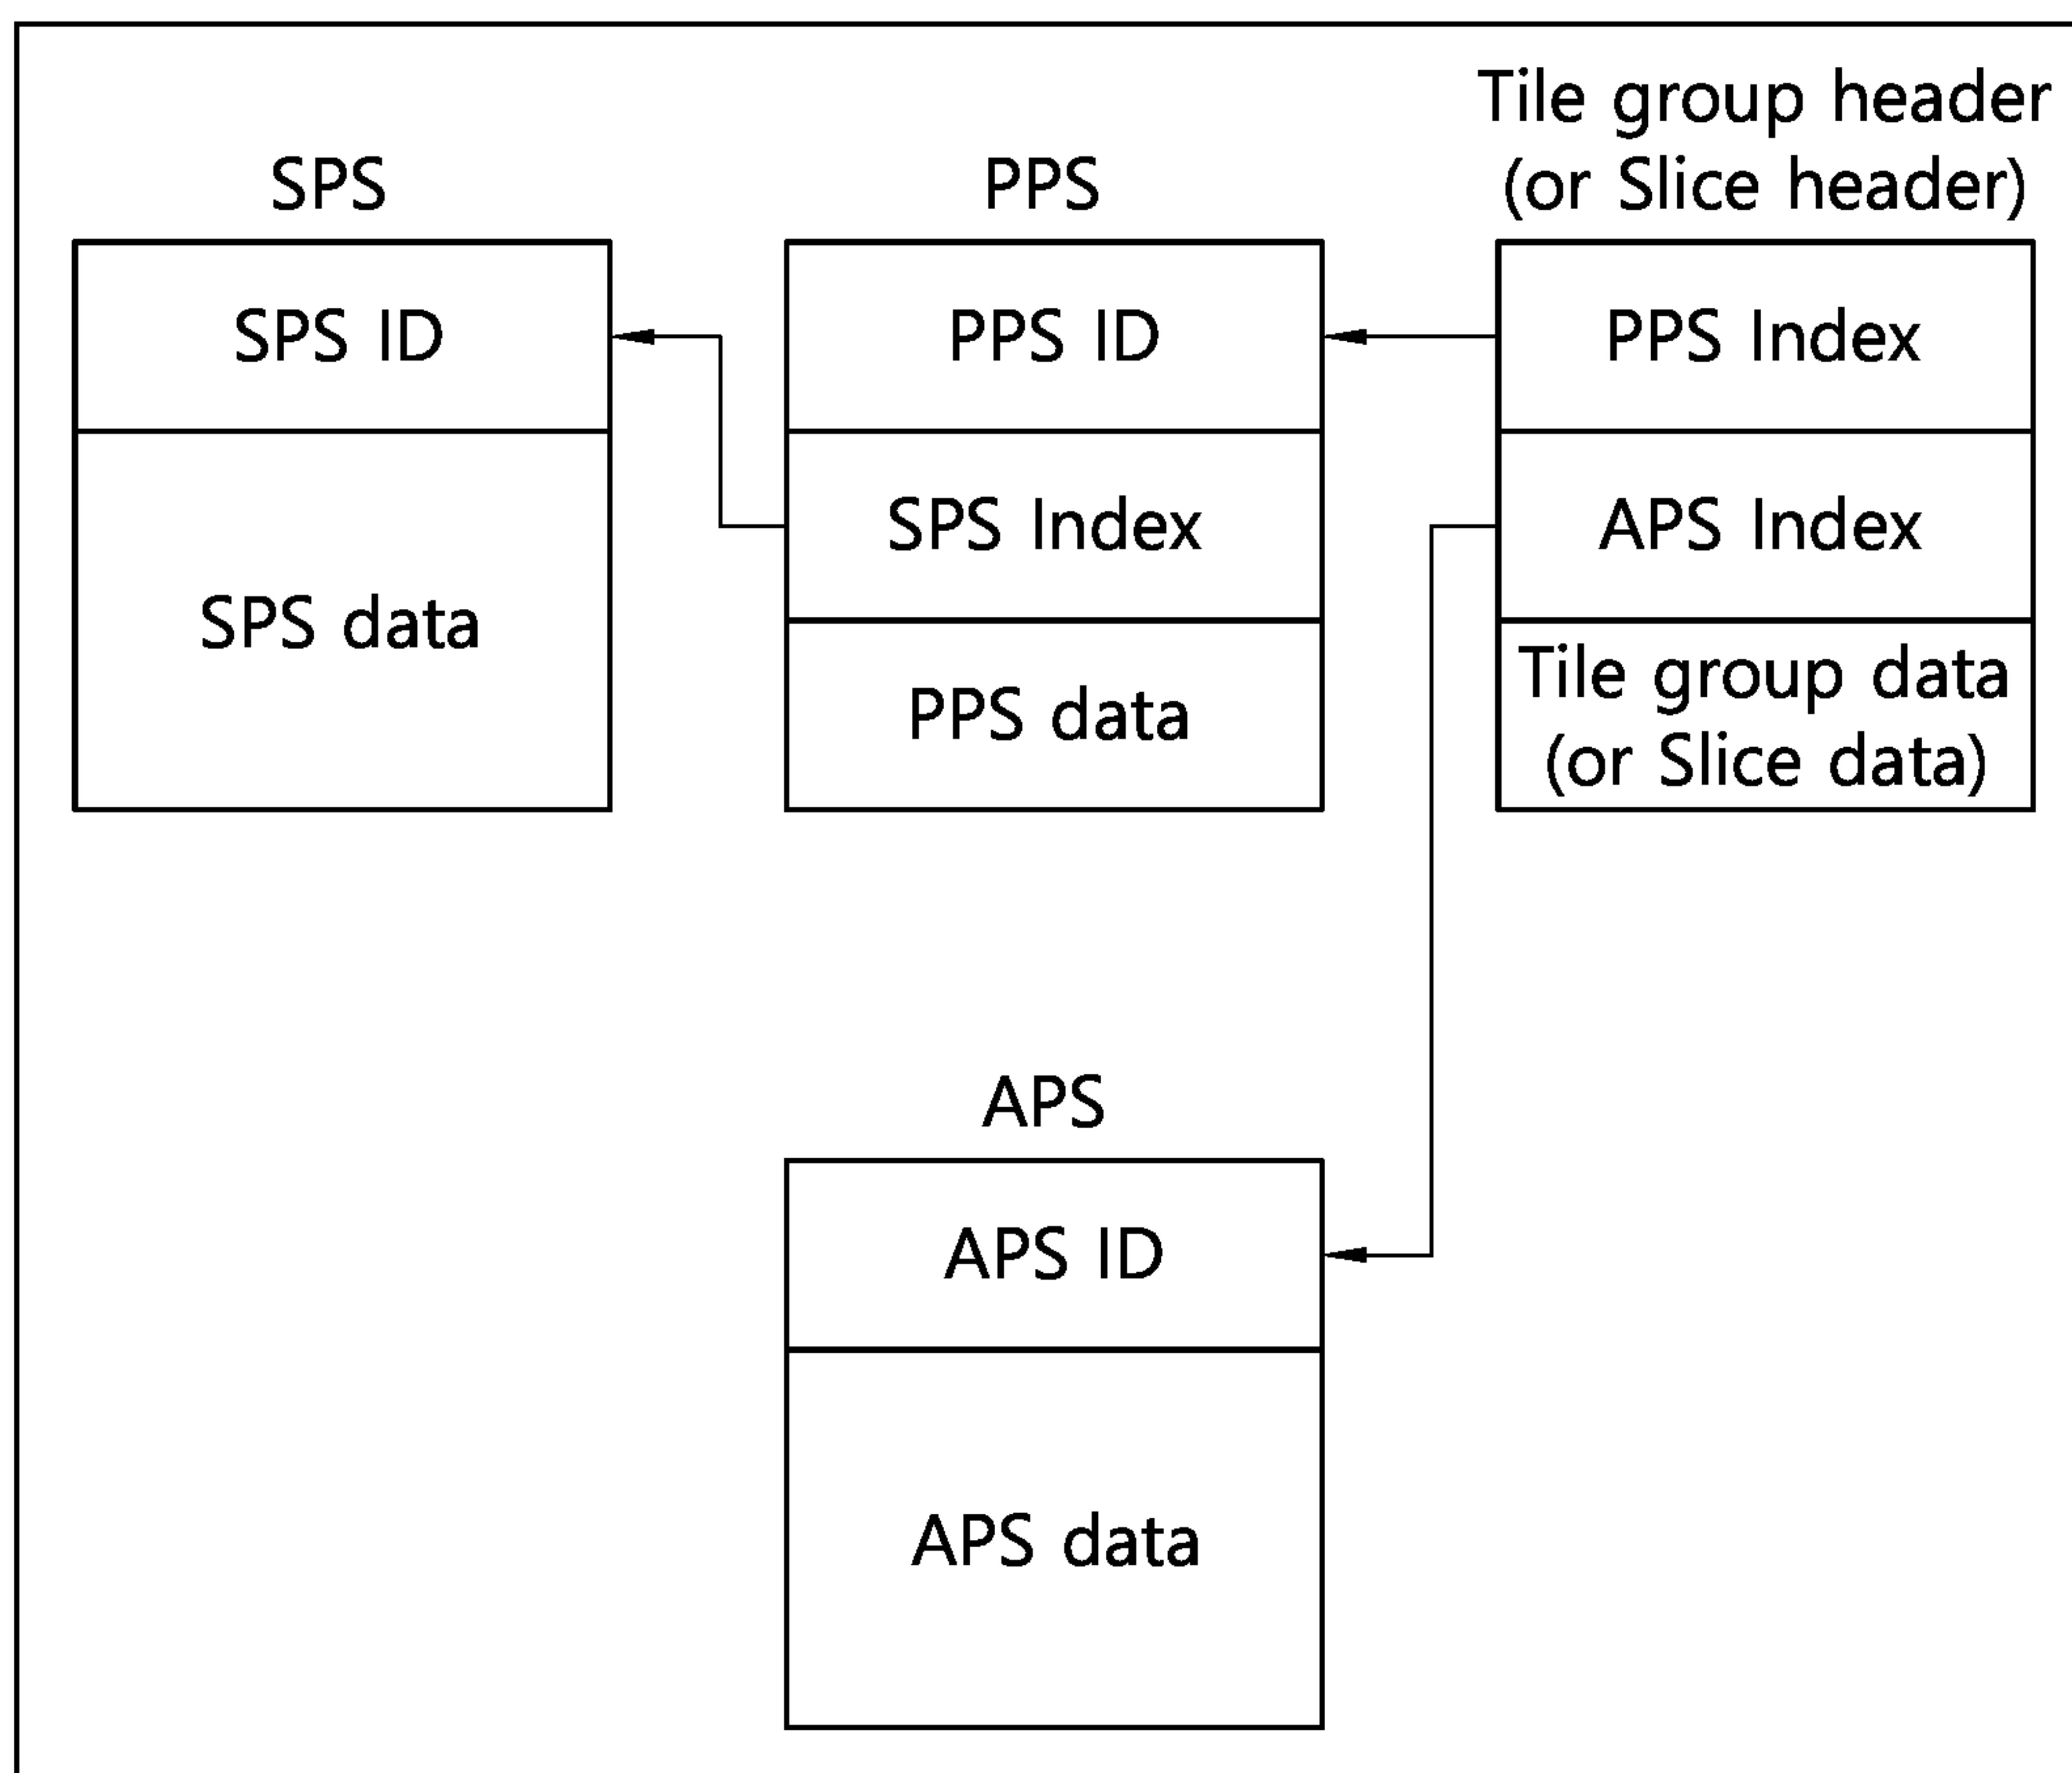 SPS
SPS ID
SPS data
PPS
PPS ID
SPS Index
PPS data
Tile group header
(or Slice header)
PPS Index
APS Index
Tile group data
(or Slice data)
APS
APS ID
APS data